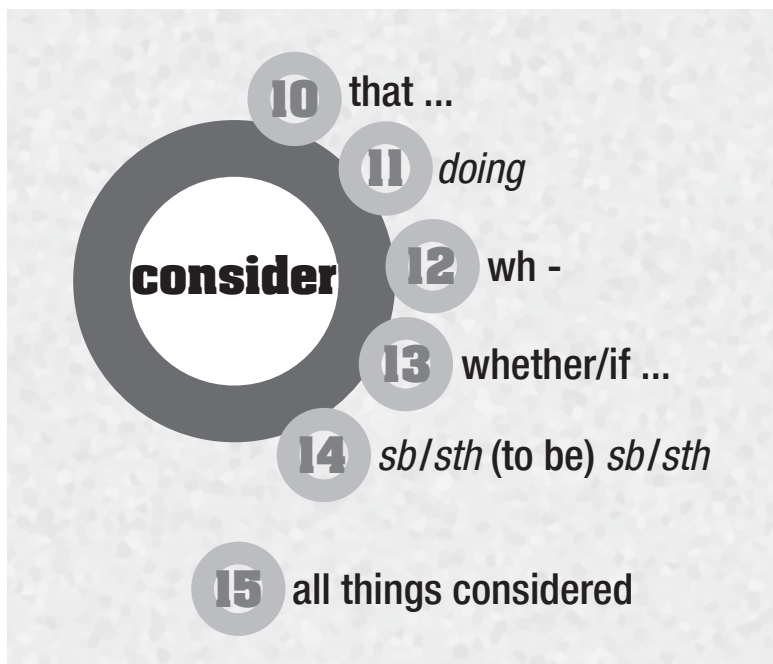 10 that ...
11 doing
consider
12 wh -
13 whether/if ...
14 sb/sth (to be) sb/sth
15 all things considered